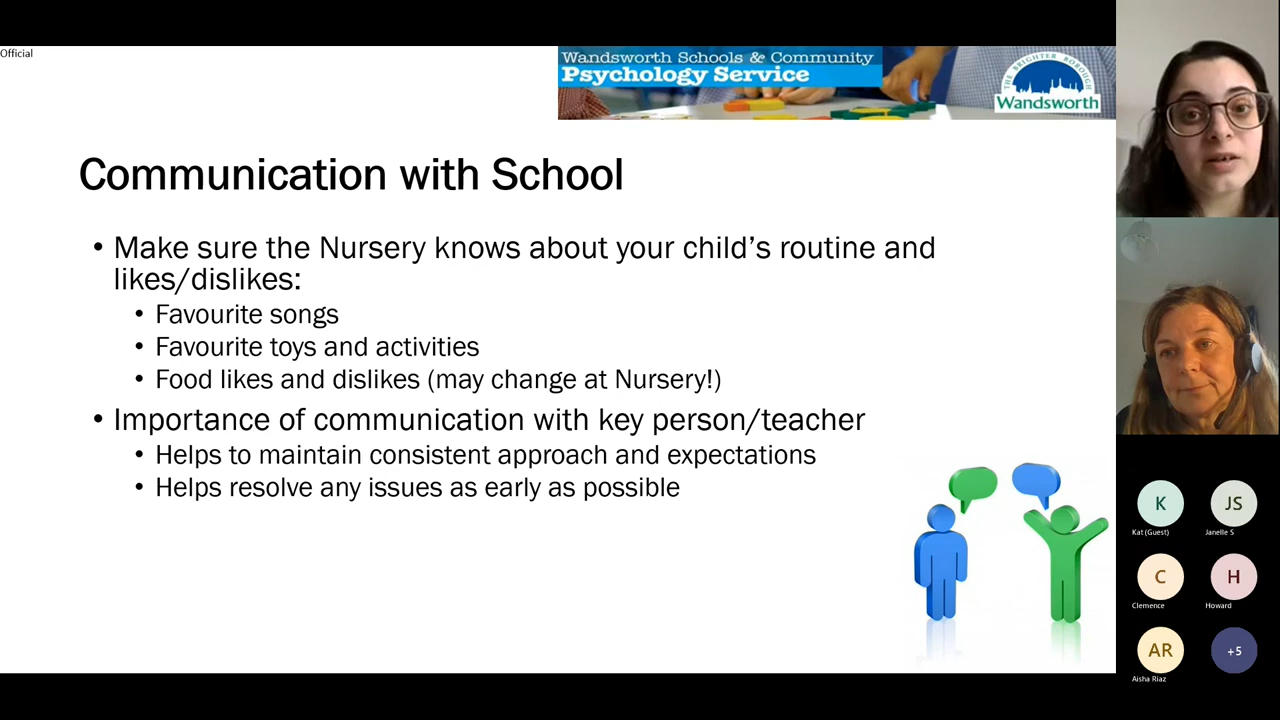 Official
Wandsworth Schools & Community
Psychology Service
THE BRIGHTER BOROUGH
Wandsworth
Communication with School
• Make sure the Nursery knows about your child’s routine and
likes/dislikes:
• Favourite songs
• Favourite toys and activities
• Food likes and dislikes (may change at Nursery!)
• Importance of communication with key person/teacher
• Helps to maintain consistent approach and expectations
• Helps resolve any issues as early as possible
K
JS
Kat (Guest)
Janelle S
C
H
Clemence
Howard
AR
+5
Aisha Riaz